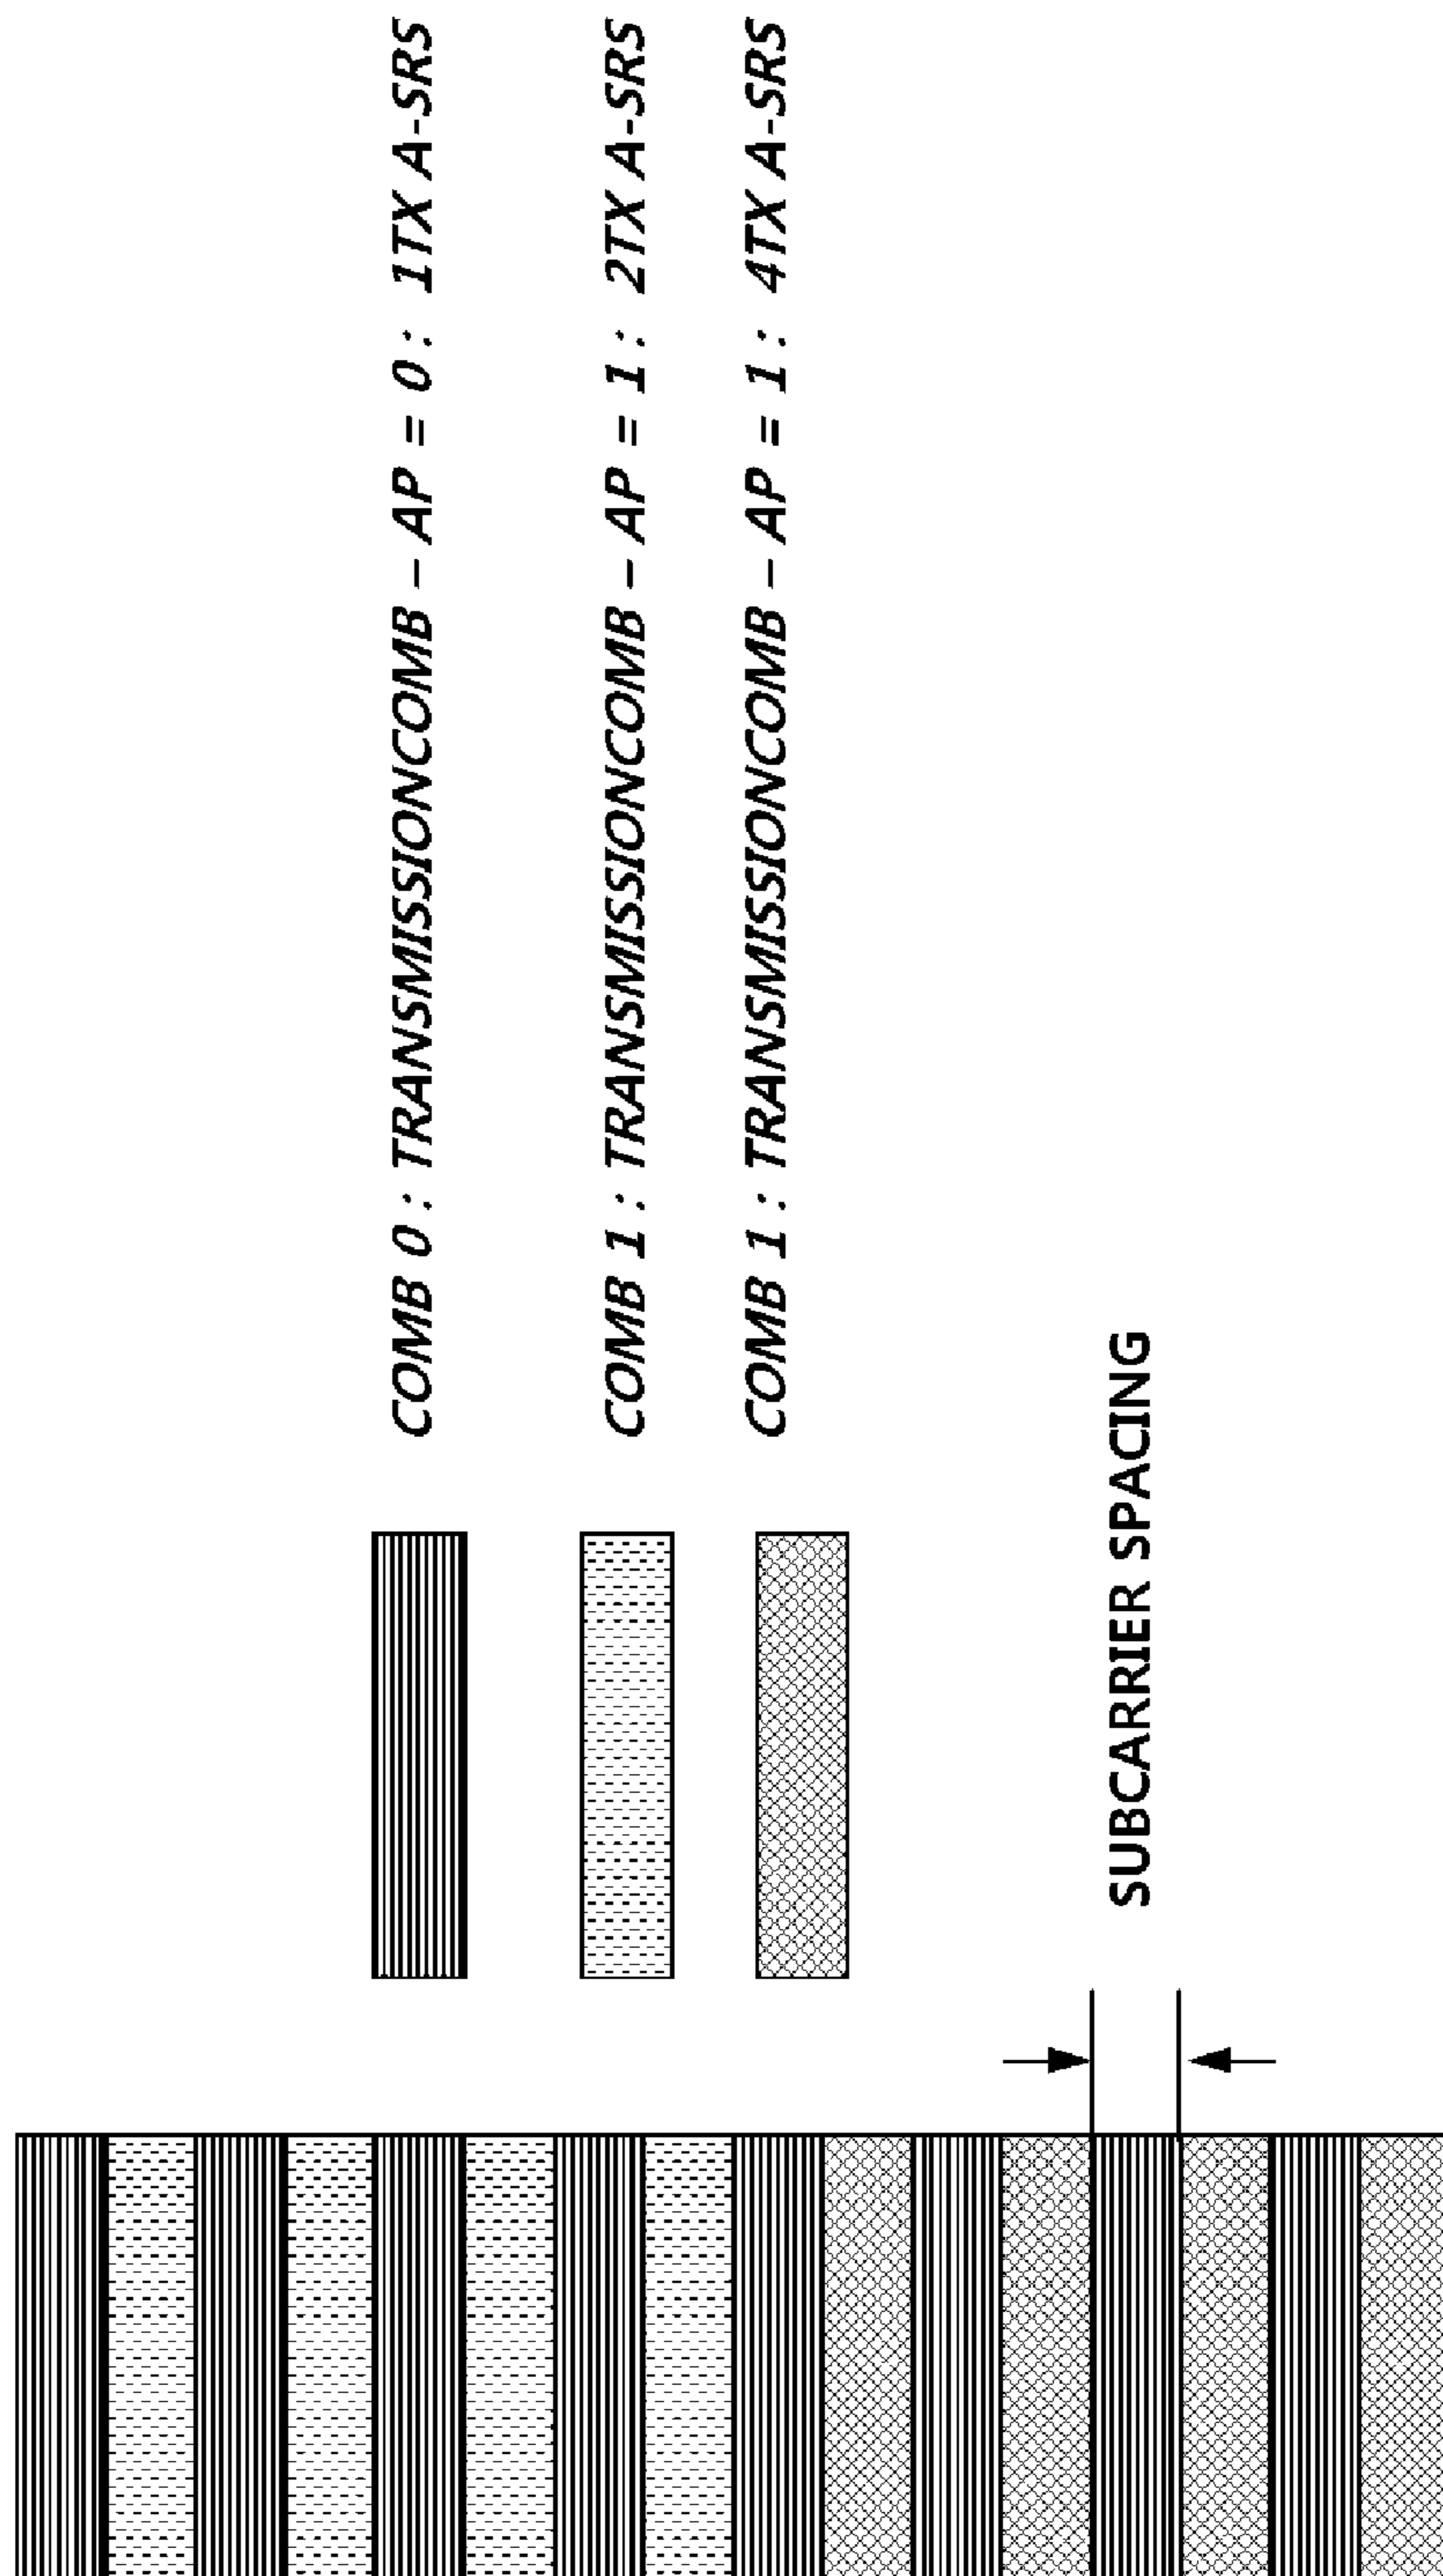 COMB 0 : TRANSMISSIONCOMB – AP = 0 : 1TX A-SRS
COMB 1 : TRANSMISSIONCOMB – AP = 1 : 2TX A-SRS
COMB 1 : TRANSMISSIONCOMB – AP = 1 : 4TX A-SRS
SUBCARRIER SPACING